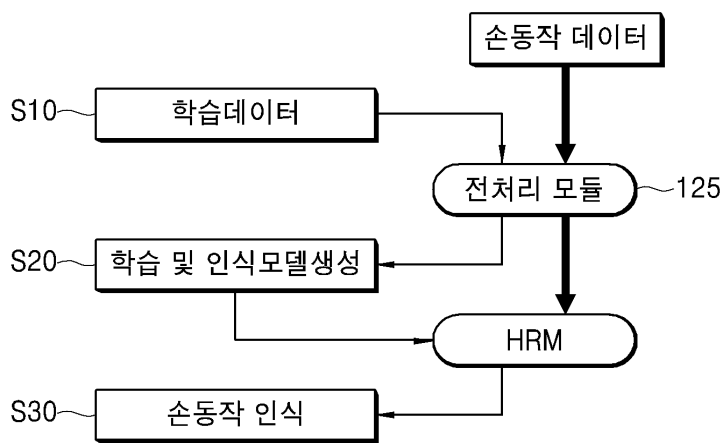 손동작 데이터
S10
학습데이터
전처리 모듈
125
S20
학습 및 인식모델생성
HRM
S30
손동작 인식